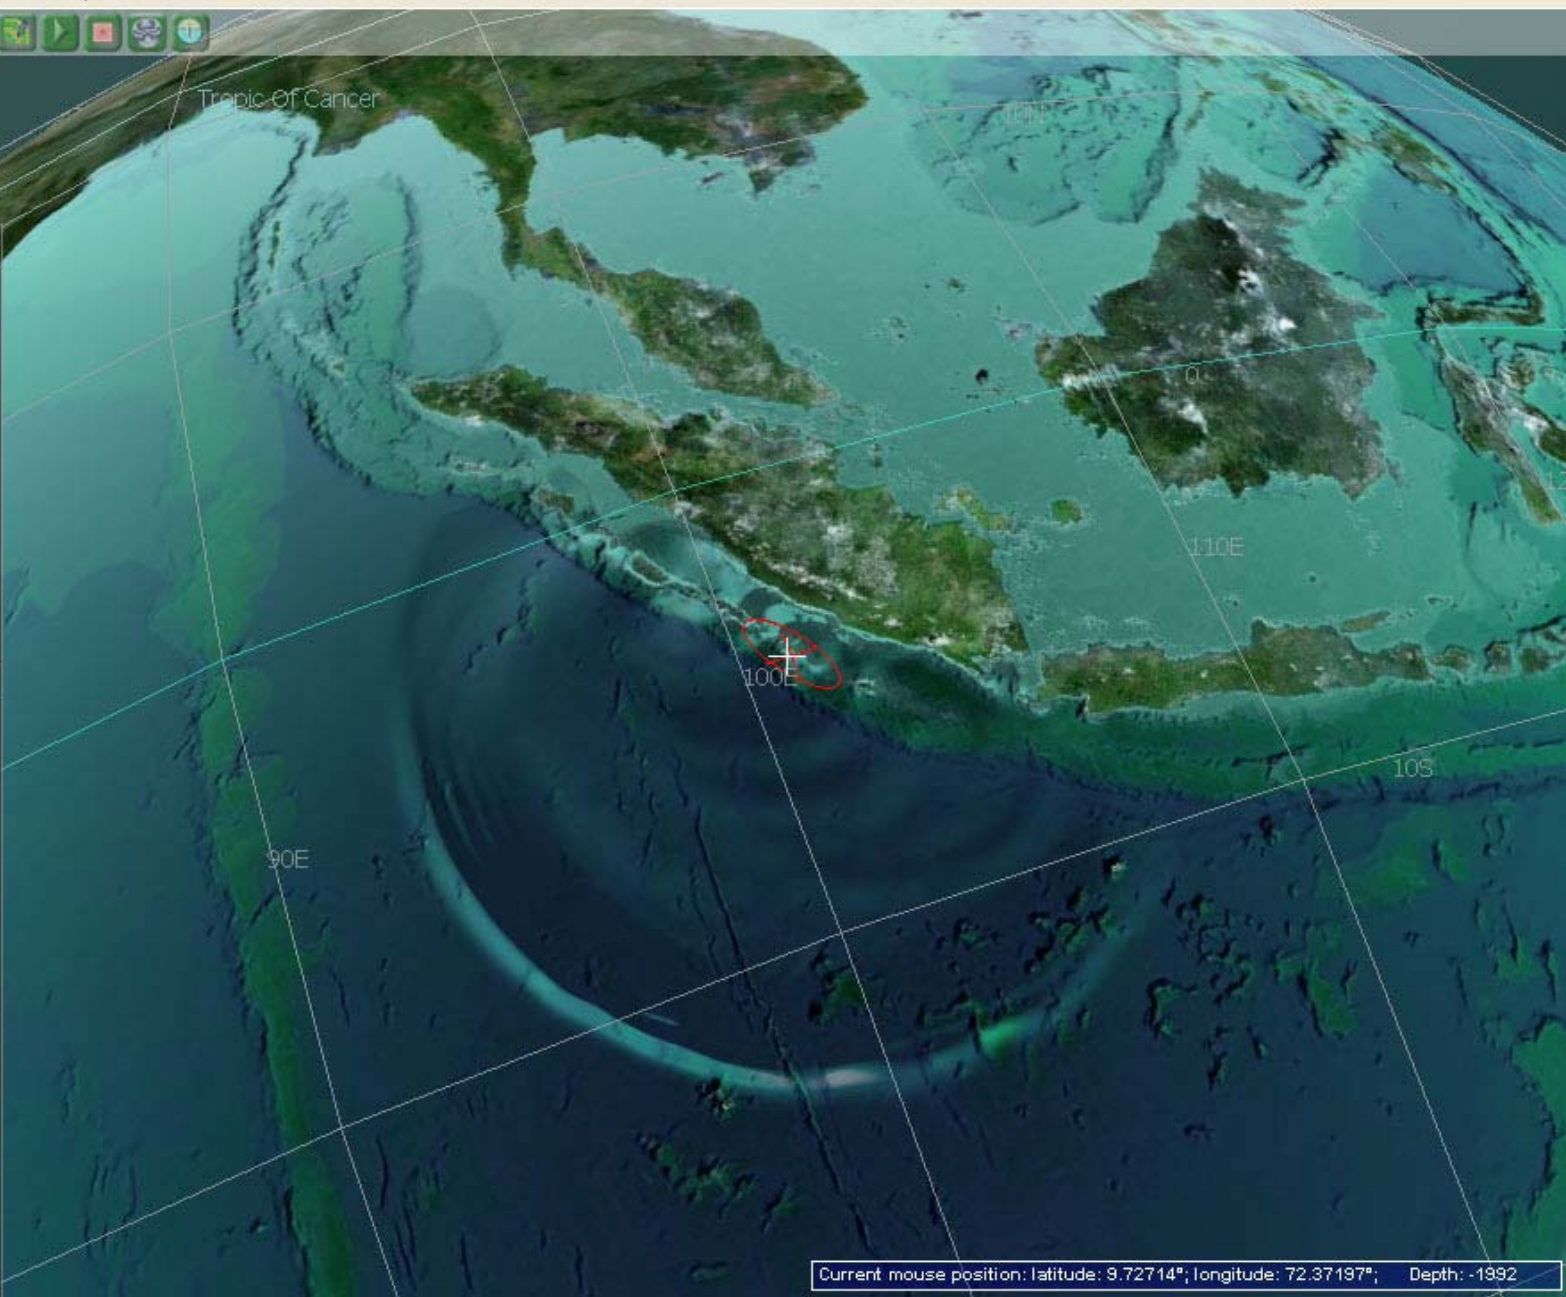 Tropic Of Cancer
10N
0
110E
100E
10S
90E
Current mouse position: latitude: 9.72714°; longitude: 72.37197°; Depth: -1992